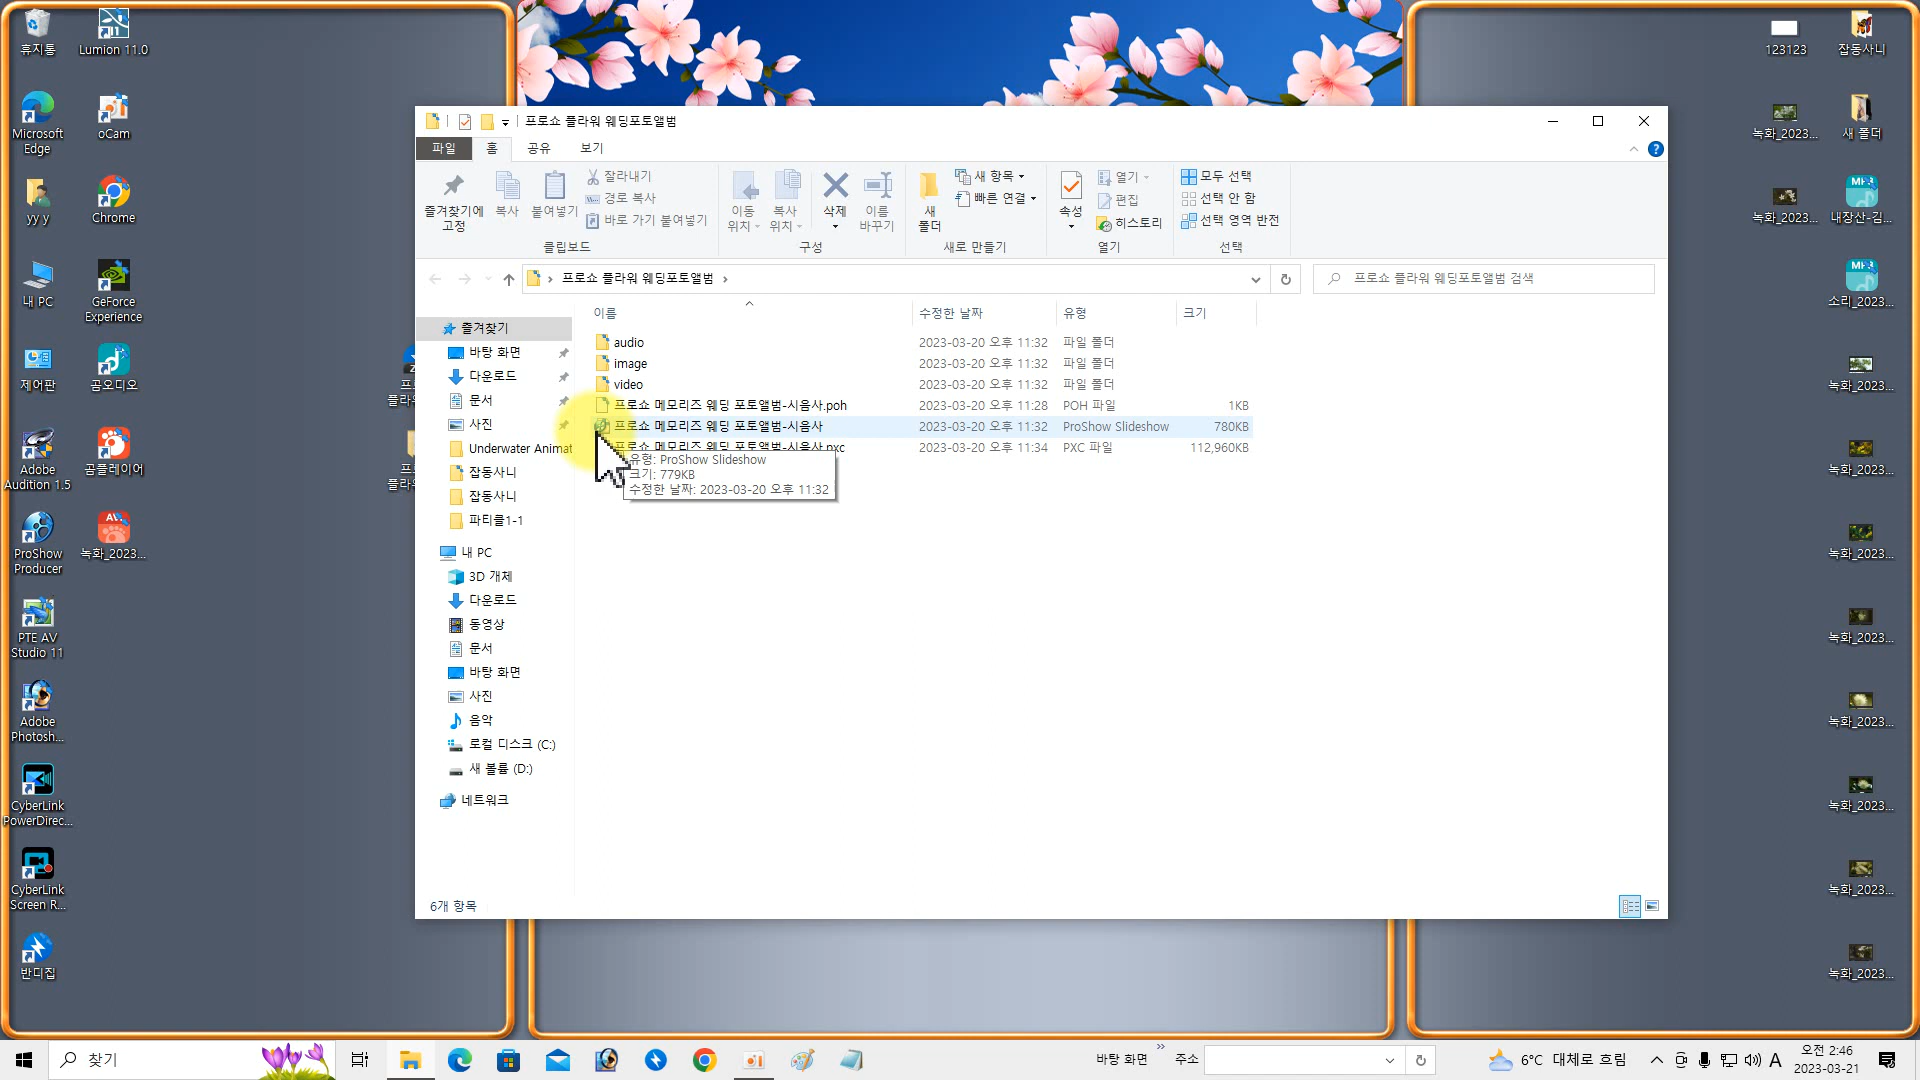 휴지통
Lumion 11.0
Microsoft
Edge
oCam
yy y
Chrome
내 PC
GeForce
Experience
제어판
곰오디오
Adobe
Audition 1.5
곰플레이어
ProShow
Producer
녹화_2023...
PTE AV
Studio 11
Adobe
Photosh...
CyberLink
PowerDirec...
CyberLink
Screen R...
반디집
프로쇼 플라워 웨딩포토앨범
파일
홈
공유
보기
즐겨찾기에
고정
복사
붙여넣기
잘라내기
경로 복사
바로 가기 붙여넣기
클립보드
이동
위치
복사
위치
삭제
이름
바꾸기
구성
새
폴더
새 항목
빠른 연결
새로 만들기
속성
열기
편집
히스토리
열기
모두 선택
선택 안 함
선택 영역 반전
선택
프로쇼 플라워 웨딩포토앨범
프로쇼 플라워 웨딩포토앨범 검색
즐겨찾기
바탕 화면
다운로드
문서
사진
Underwater Animat
잡동사니
잡동사니
파티클1-1
내 PC
3D 개체
다운로드
동영상
문서
바탕 화면
사진
음악
로컬 디스크 (C:)
새 볼륨 (D:)
네트워크
이름 수정한 날짜 유형 크기
audio 2023-03-20 오후 11:32 파일 폴더
image 2023-03-20 오후 11:32 파일 폴더
video 2023-03-20 오후 11:32 파일 폴더
프로쇼 메모리즈 웨딩 포토앨범-시음사.poh 2023-03-20 오후 11:28 POH 파일 1KB
프로쇼 메모리즈 웨딩 포토앨범-시음사 2023-03-20 오후 11:32 ProShow Slideshow 780KB
프로쇼 메모리즈 웨딩 포토앨범-시음사.pxc 2023-03-20 오후 11:34 PXC 파일 112,960KB
유형: ProShow Slideshow
크기: 779KB
수정한 날짜: 2023-03-20 오후 11:32
6개 항목
123123
잡동사니
녹화_2023...
새 폴더
녹화_2023...
내장산-김...
소리_2023...
녹화_2023...
녹화_2023...
녹화_2023...
녹화_2023...
녹화_2023...
녹화_2023...
녹화_2023...
녹화_2023...
찾기
바탕 화면
주소
6°C 대체로 흐림
A
오전 2:46
2023-03-21